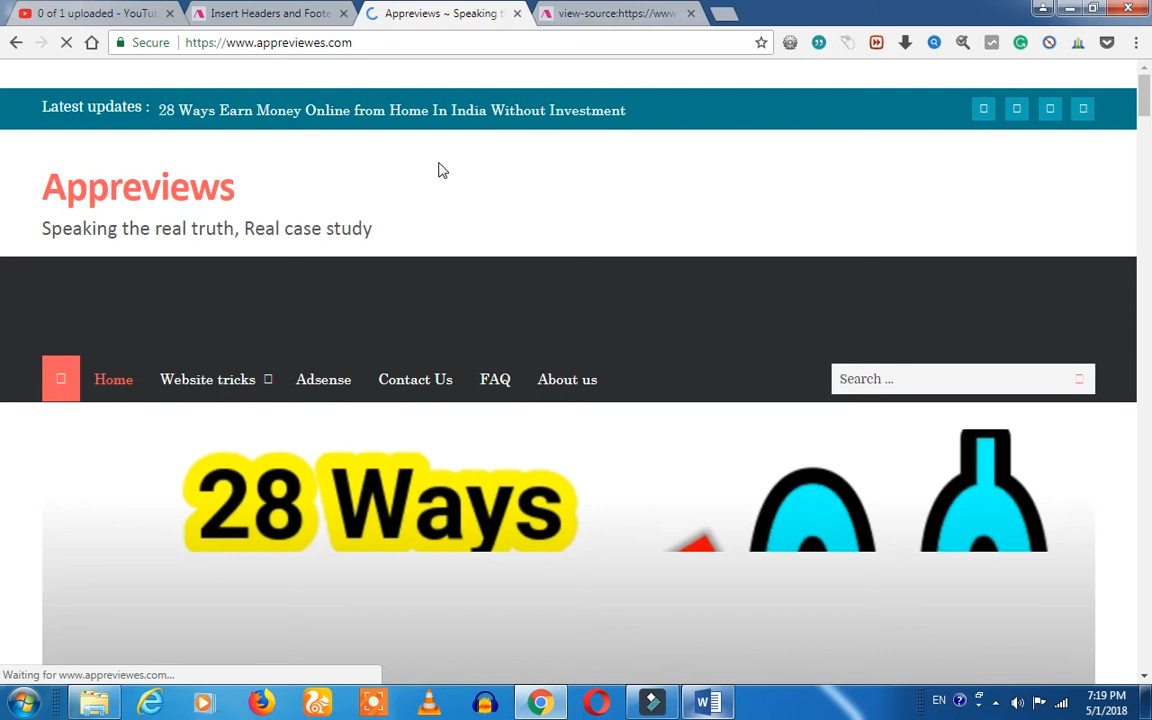 0 of 1 uploaded - YouTu
Insert Headers and Foote
Appreviews ~ Speaking t
view-source:https://www
Secure
https://www.appreviewes.com
Latest updates :
28 Ways Earn Money Online from Home In India Without Investment
Appreviews
Speaking the real truth, Real case study
Home
Website tricks
Adsense
Contact Us
FAQ
About us
Search ...
28 Ways
Waiting for www.appreviewes.com...
EN
7:19 PM
5/1/2018